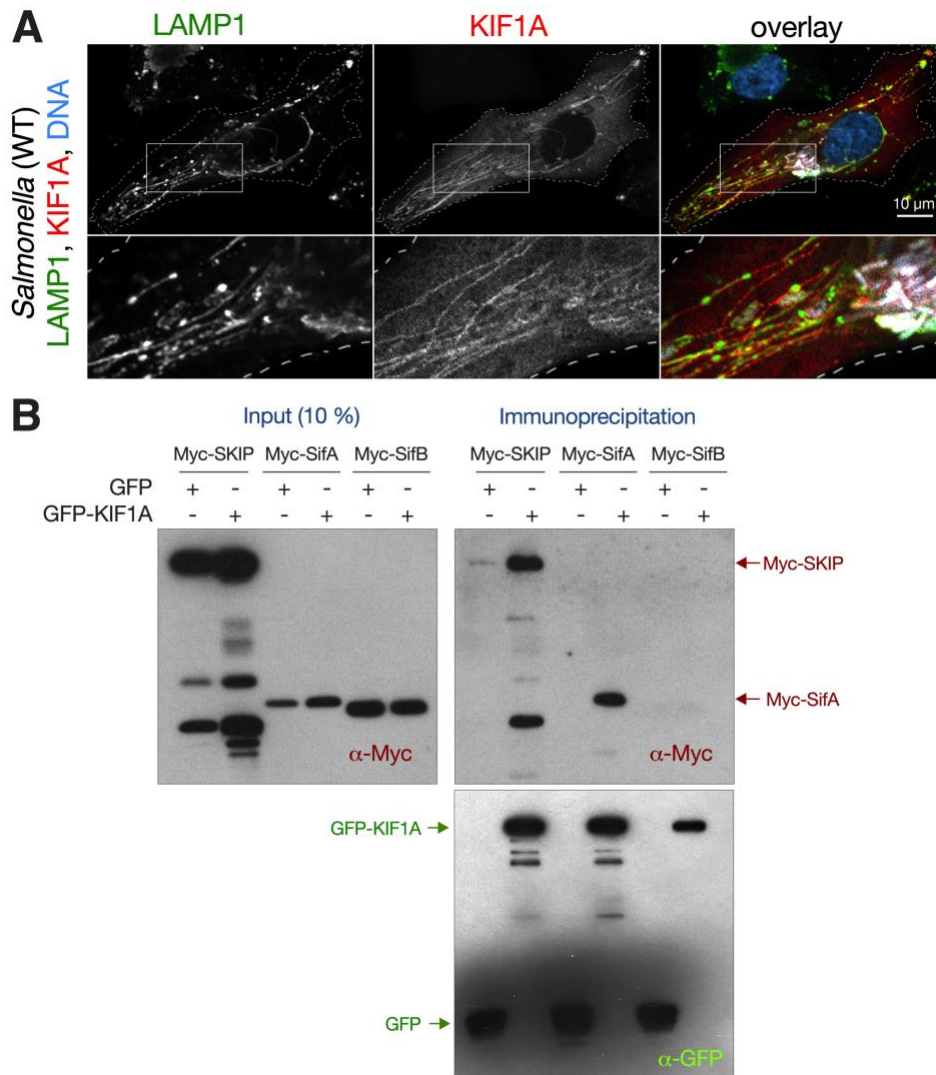 A
LAMP1 KIF1A overlay
Salmonella (WT)
LAMP1, KIF1A, DNA
10 µm
B
Input (10 %) Immunoprecipitation
Myc-SKIP Myc-SifA Myc-SifB Myc-SKIP Myc-SifA Myc-SifB
GFP + - + - + - + - + - + -
GFP-KIF1A - + - + - + - + - + - +
Myc-SKIP
Myc-SifA
α-Myc α-Myc
GFP-KIF1A
GFP
α-GFP